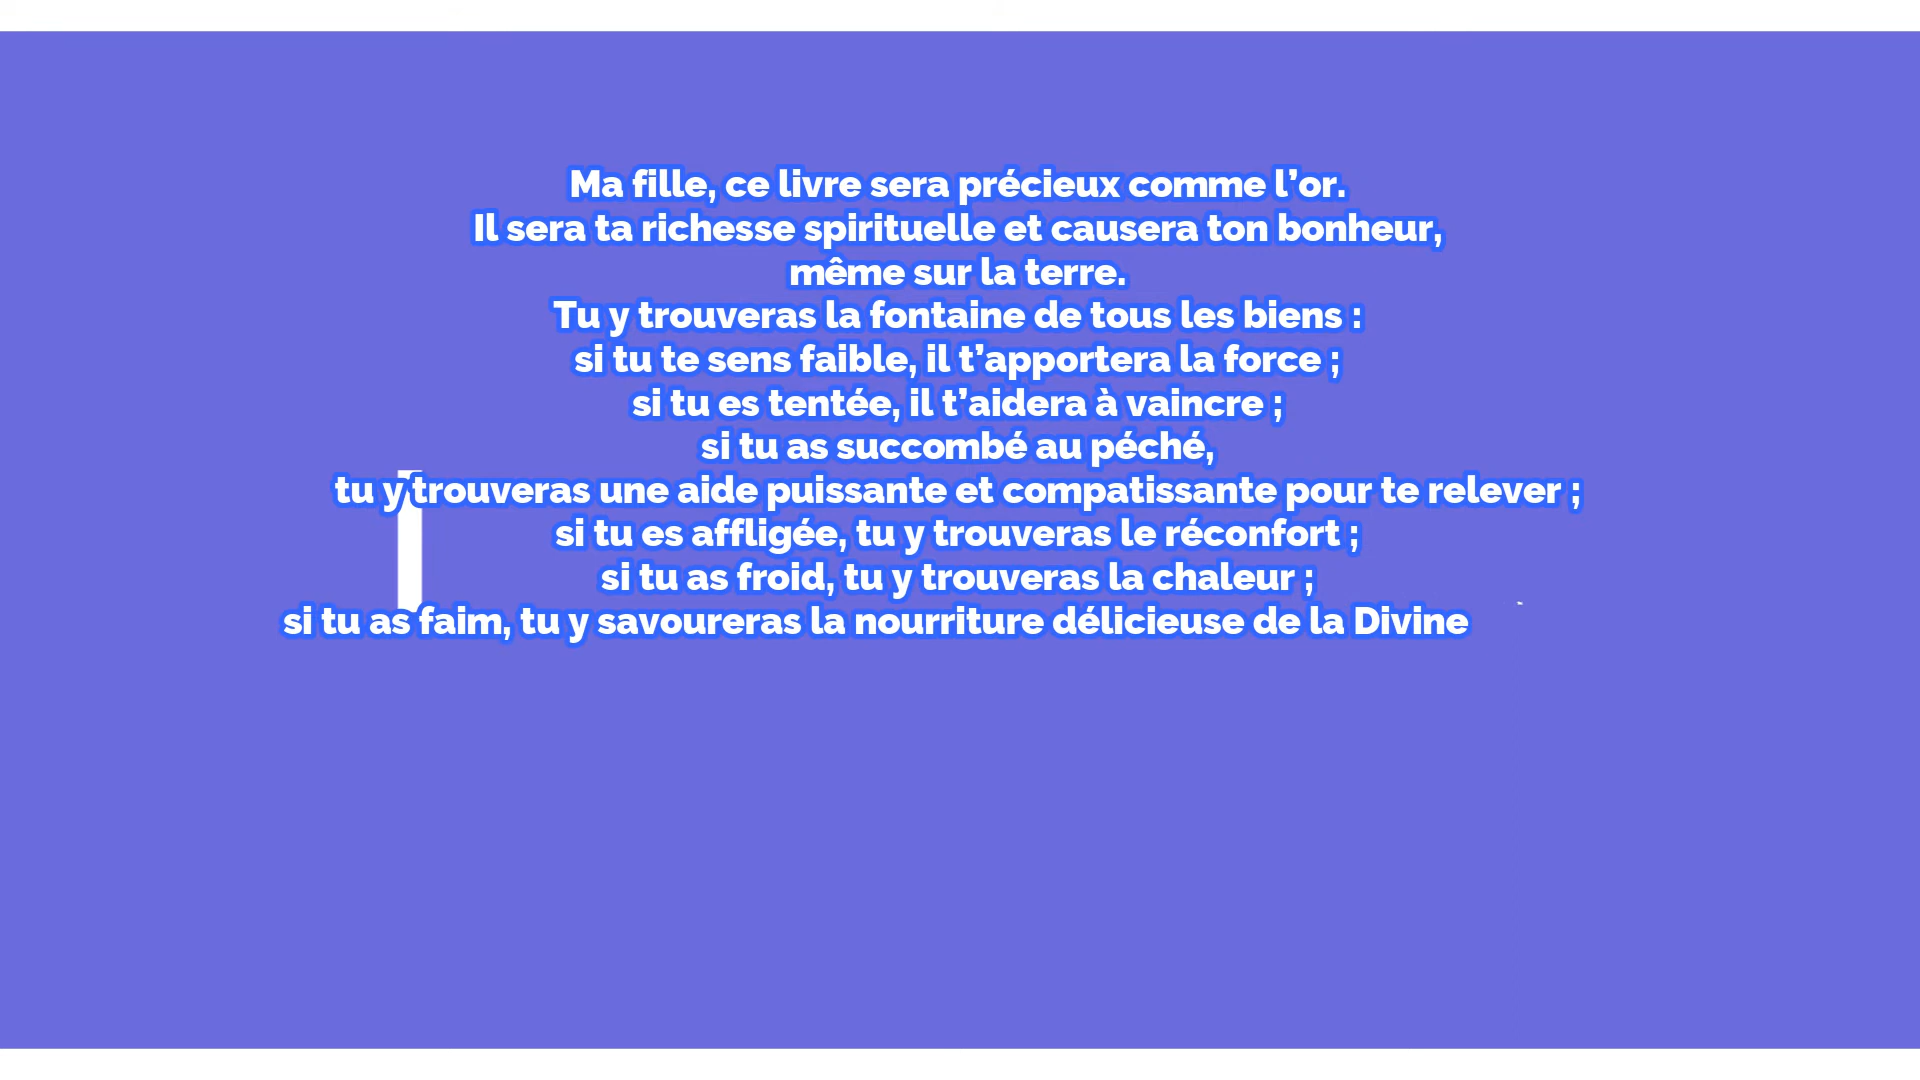 Ma fille, ce livre sera précieux comme l’or.
Il sera ta richesse spirituelle et causera ton bonheur,
même sur la terre.
Tu y trouveras la fontaine de tous les biens :
si tu te sens faible, il t’apportera la force ;
si tu es tentée, il t’aidera à vaincre ;
si tu as succombé au péché,
tu y trouveras une aide puissante et compatissante pour te relever ;
si tu es affligée, tu y trouveras le réconfort ;
si tu as froid, tu y trouveras la chaleur ;
si tu as faim, tu y savoureras la nourriture délicieuse de la Divine